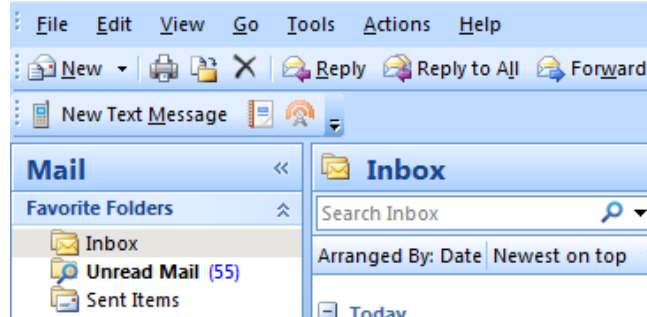 File Edit View Go Tools Actions Help
New Reply Reply to All Forward
New Text Message
Mail « Inbox
Favorite Folders Search Inbox
Inbox
Arranged By: Date Newest on top
Unread Mail (55)
Sent Items
Today